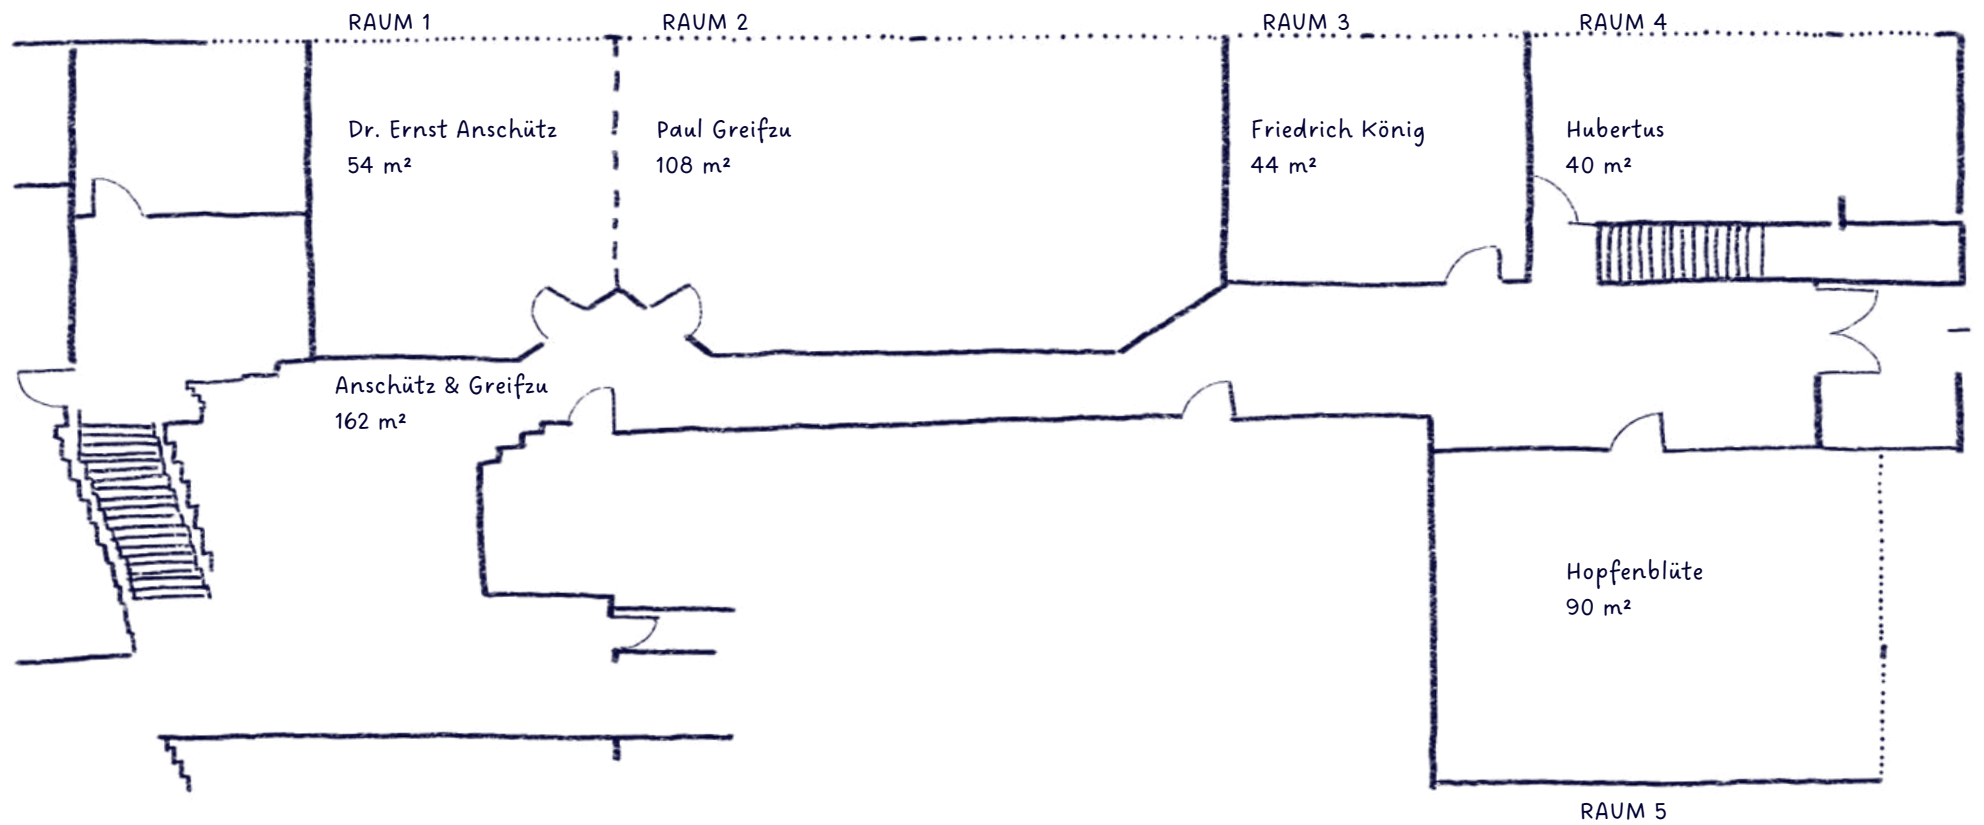 RAUM 1
RAUM 2
RAUM 3
RAUM 4
Dr. Ernst Anschütz
54 m²
Paul Greifzu
108 m²
Friedrich König
44 m²
Hubertus
40 m²
Anschütz & Greifzu
162 m²
Hopfenblüte
90 m²
RAUM 5